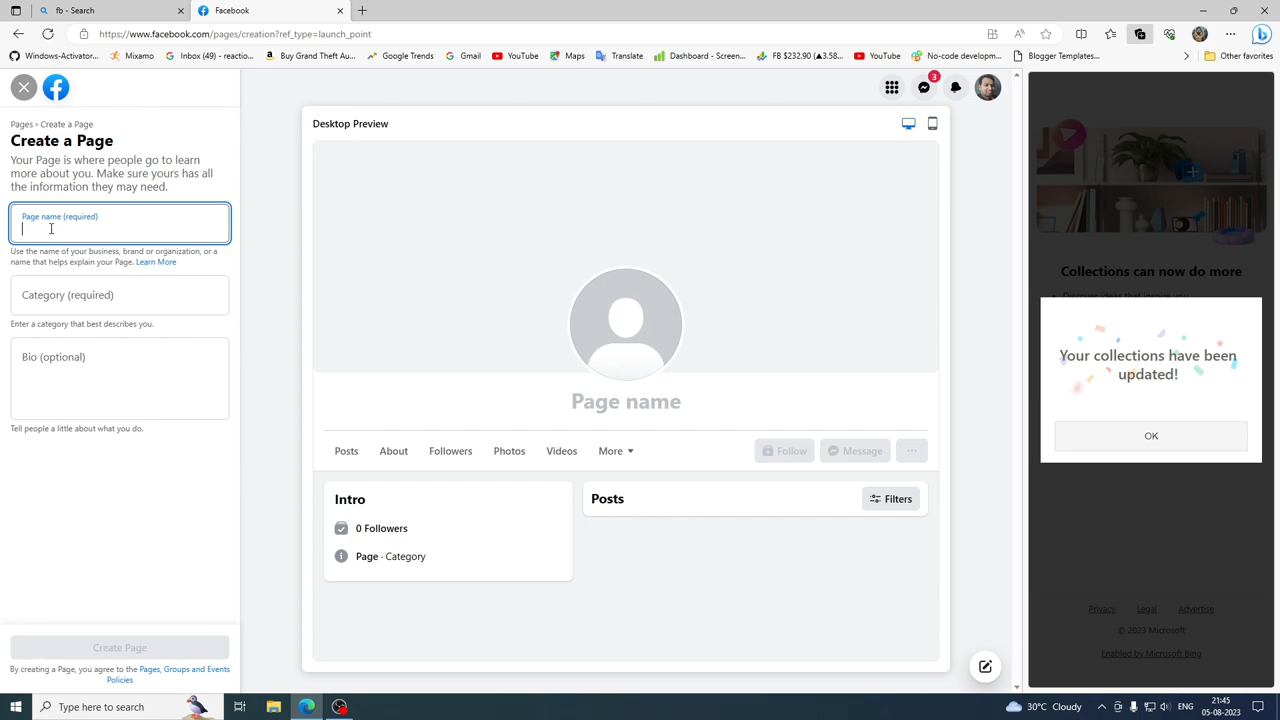 fb - Search
Facebook
https://www.facebook.com/pages/creation?ref_type=launch_point
Windows-Activator...
Mixamo
Inbox (49) - reactio...
Buy Grand Theft Au...
Google Trends
Gmail
YouTube
Maps
Translate
Dashboard - Screen...
FB $232.90 (▲3.58...
YouTube
No-code developm...
Blogger Templates...
Other favorites
Pages › Create a Page
Create a Page
Your Page is where people go to learn
more about you. Make sure yours has all
the information they may need.
Page name (required)
Use the name of your business, brand or organization, or a
name that helps explain your Page. Learn More
Category (required)
Enter a category that best describes you.
Bio (optional)
Tell people a little about what you do.
Create Page
By creating a Page, you agree to the Pages, Groups and Events
Policies
3
Desktop Preview
Page name
Posts
About
Followers
Photos
Videos
More
Follow
Message
Intro
0 Followers
Page · Category
Posts
Filters
Collections can now do more
Discover ideas that inspire you
Your collections have been
updated!
OK
Privacy
Legal
Advertise
© 2023 Microsoft
Enabled by Microsoft Bing
Type here to search
30°C Cloudy
ENG
21:45
05-08-2023